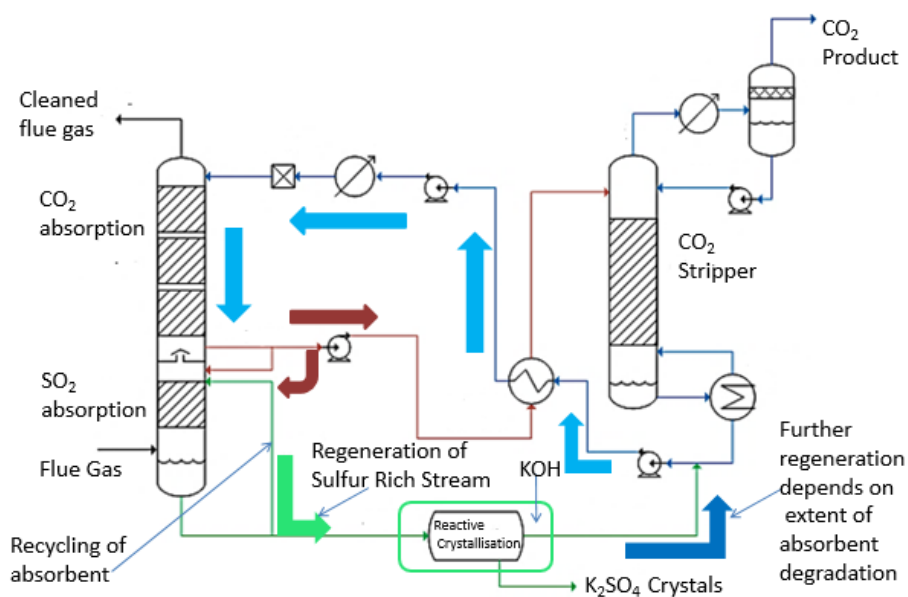 CO₂
Product
Cleaned
flue gas
CO₂
absorption
CO₂
Stripper
SO₂
absorption
Flue Gas
Regeneration of
Sulfur Rich Stream
KOH
Further
regeneration
depends on
extent of
absorbent
degradation
Reactive
Crystallisation
Recycling of
absorbent
K₂SO₄ Crystals